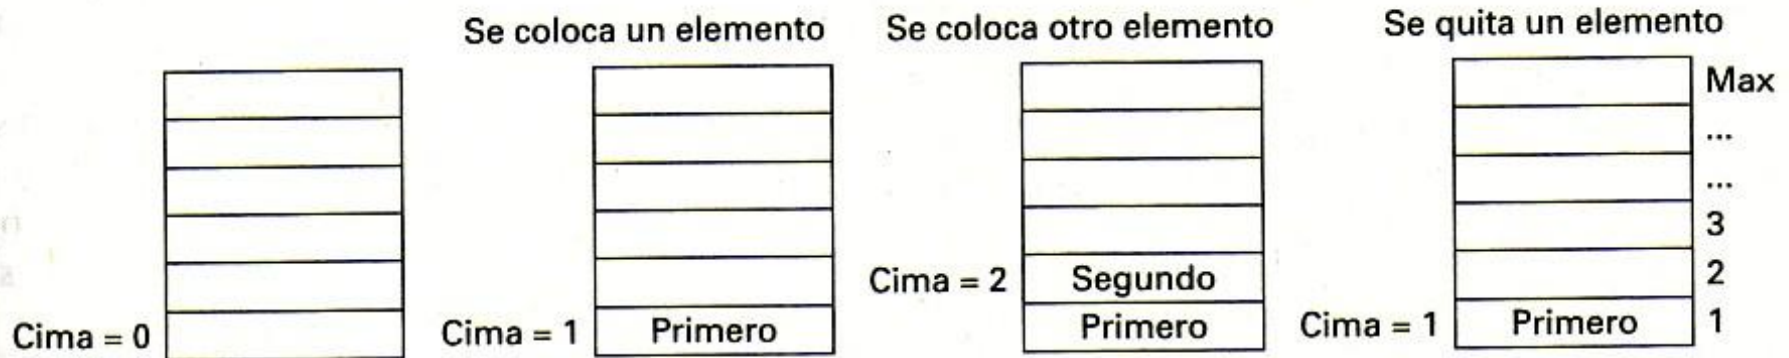 Se coloca un elemento
Se coloca otro elemento
Se quita un elemento
Max
...
...
3
Cima = 2
Segundo
2
Cima = 0
Cima = 1
Primero
Primero
Cima = 1
Primero
1